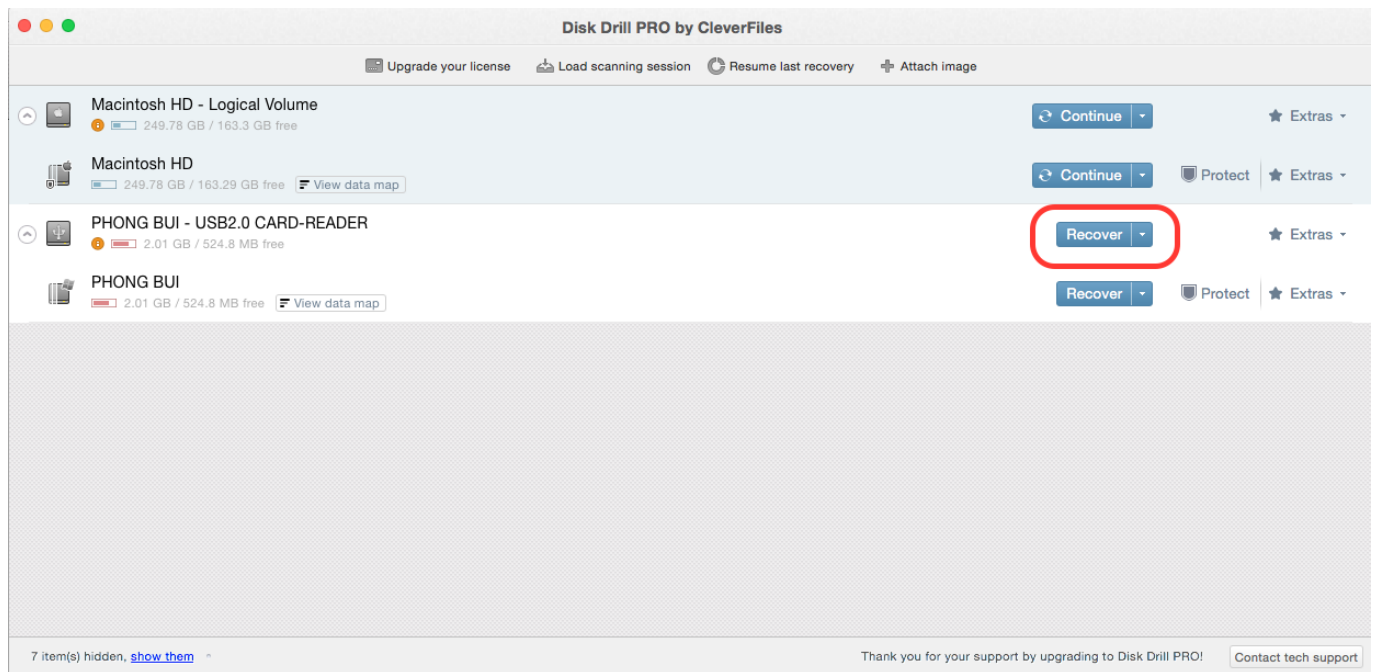 Disk Drill PRO by CleverFiles
Upgrade your license Load scanning session Resume last recovery Attach image
Macintosh HD - Logical Volume
249.78 GB / 163.3 GB free
Continue Extras
Macintosh HD
249.78 GB / 163.29 GB free View data map
Continue Protect Extras
PHONG BUI - USB2.0 CARD-READER
2.01 GB / 524.8 MB free
Recover Extras
PHONG BUI
2.01 GB / 524.8 MB free View data map
Recover Protect Extras
7 item(s) hidden, show them Thank you for your support by upgrading to Disk Drill PRO! Contact tech support